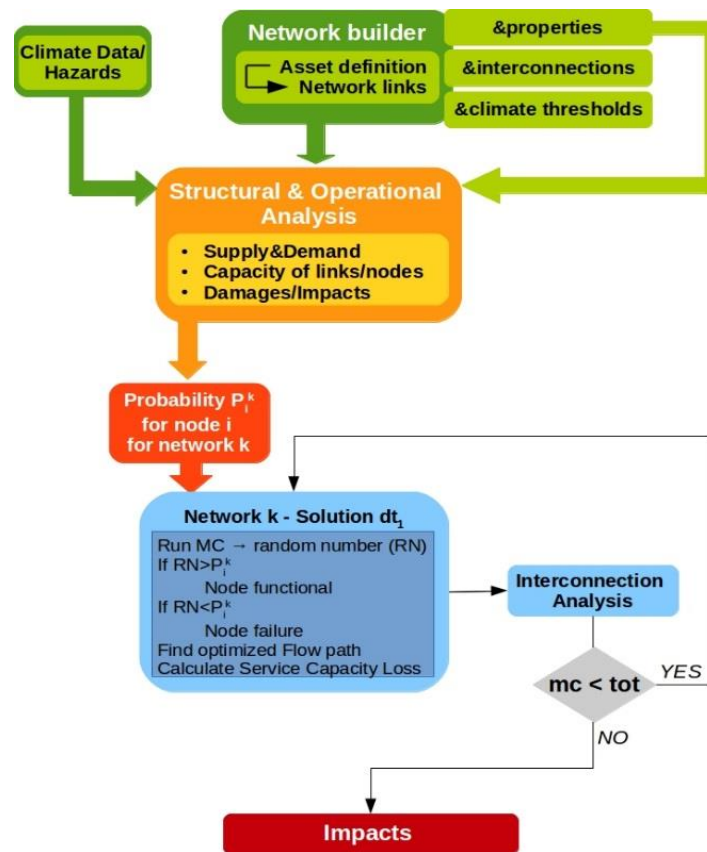 Climate Data/
Hazards
Network builder
Asset definition
Network links
&properties
&interconnections
&climate thresholds
Structural & Operational
Analysis
• Supply&Demand
• Capacity of links/nodes
• Damages/Impacts
Probability P_i^k
for node i
for network k
Network k - Solution dt_1
Run MC → random number (RN)
If RN>P_i^k
Node functional
If RN<P_i^k
Node failure
Find optimized Flow path
Calculate Service Capacity Loss
Interconnection
Analysis
mc < tot
YES
NO
Impacts